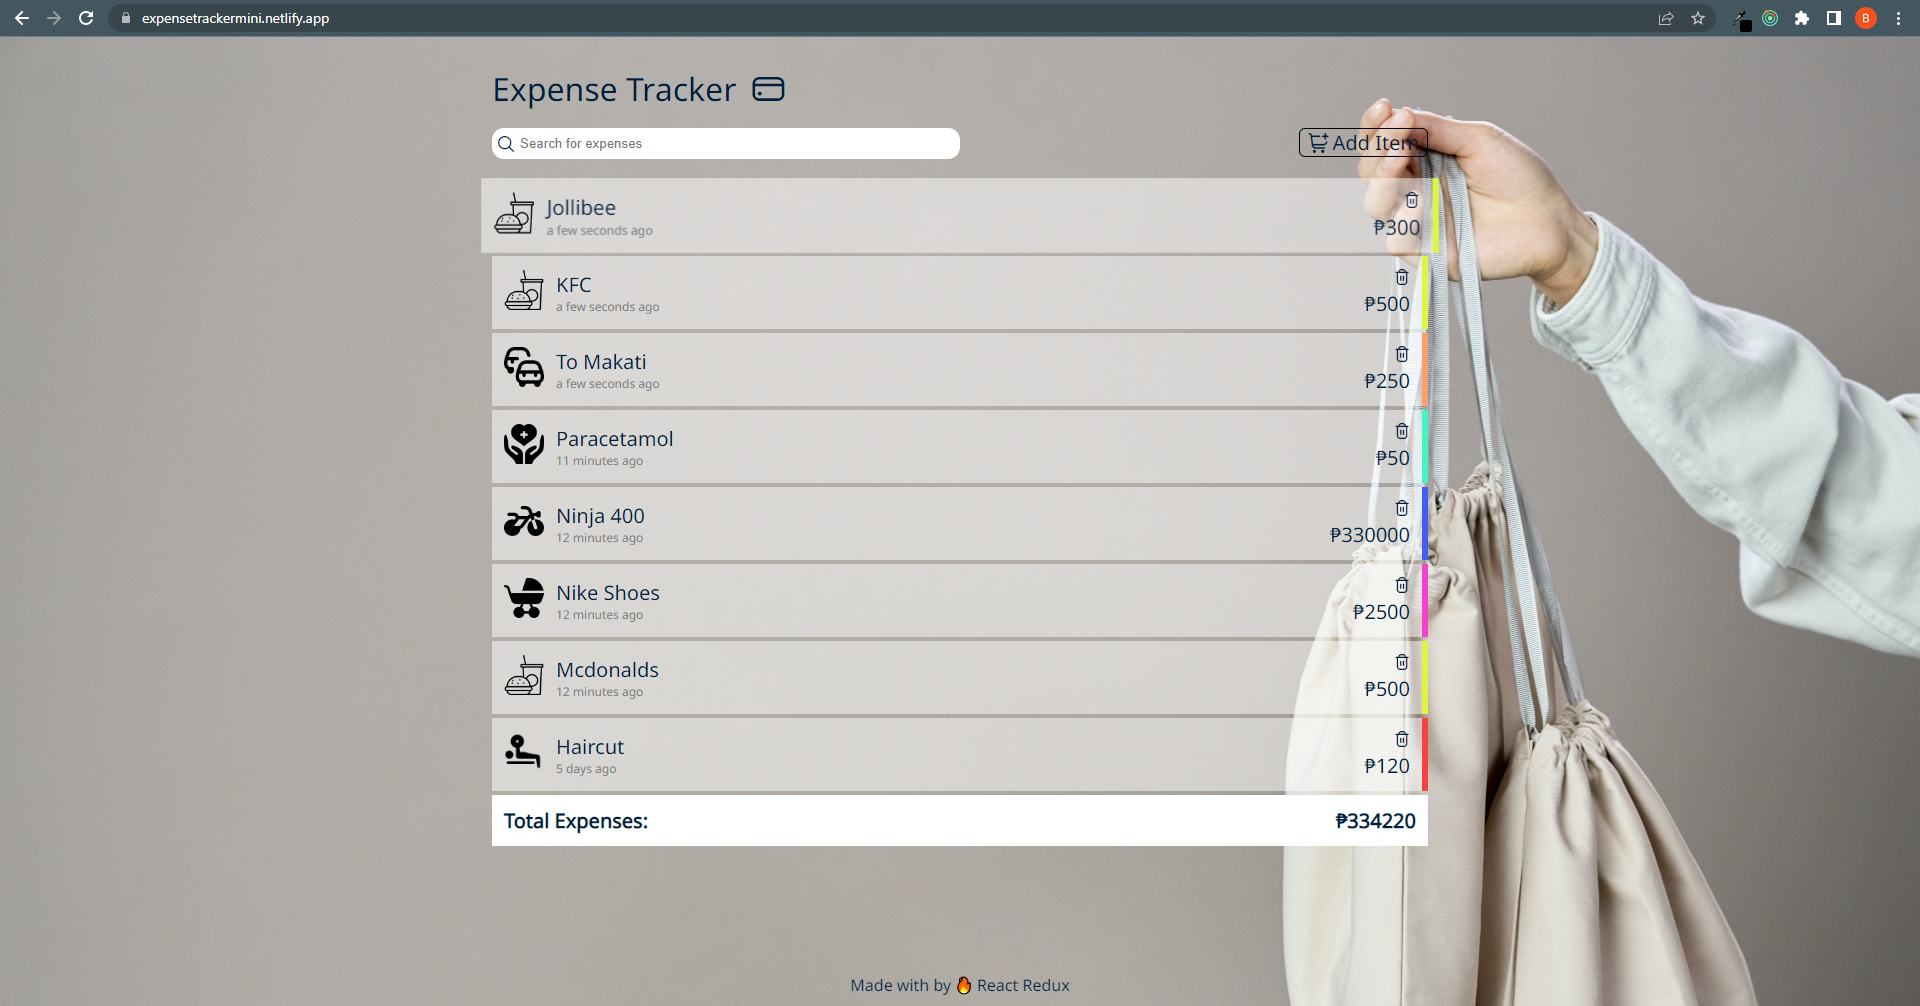 expensetrackermini.netlify.app
B
Expense Tracker
Search for expenses
Add Item
Jollibee
a few seconds ago
₱300
KFC
a few seconds ago
₱500
To Makati
a few seconds ago
₱250
Paracetamol
11 minutes ago
₱50
Ninja 400
12 minutes ago
₱330000
Nike Shoes
12 minutes ago
₱2500
Mcdonalds
12 minutes ago
₱500
Haircut
5 days ago
₱120
Total Expenses:
₱334220
Made with by 🔥 React Redux